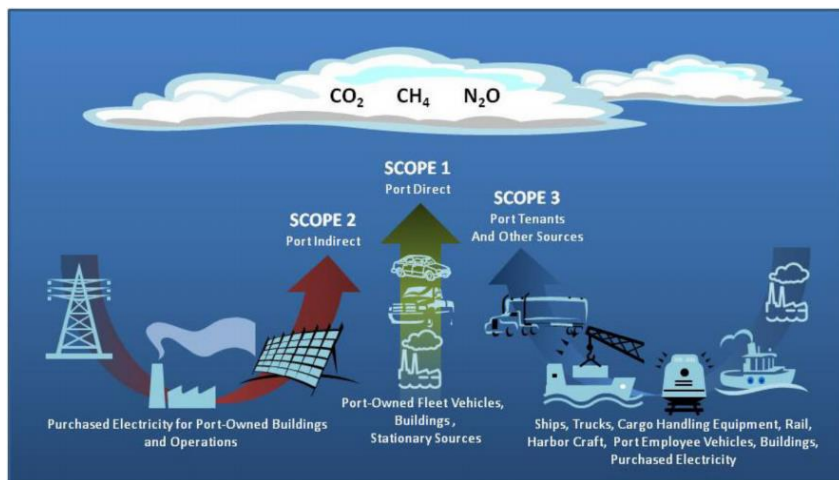 CO₂ CH₄ N₂O
SCOPE 1
Port Direct
SCOPE 2
Port Indirect
SCOPE 3
Port Tenants
And Other Sources
Purchased Electricity for Port-Owned Buildings
and Operations
Port-Owned Fleet Vehicles,
Buildings ,
Stationary Sources
Ships, Trucks, Cargo Handling Equipment, Rail,
Harbor Craft, Port Employee Vehicles, Buildings,
Purchased Electricity